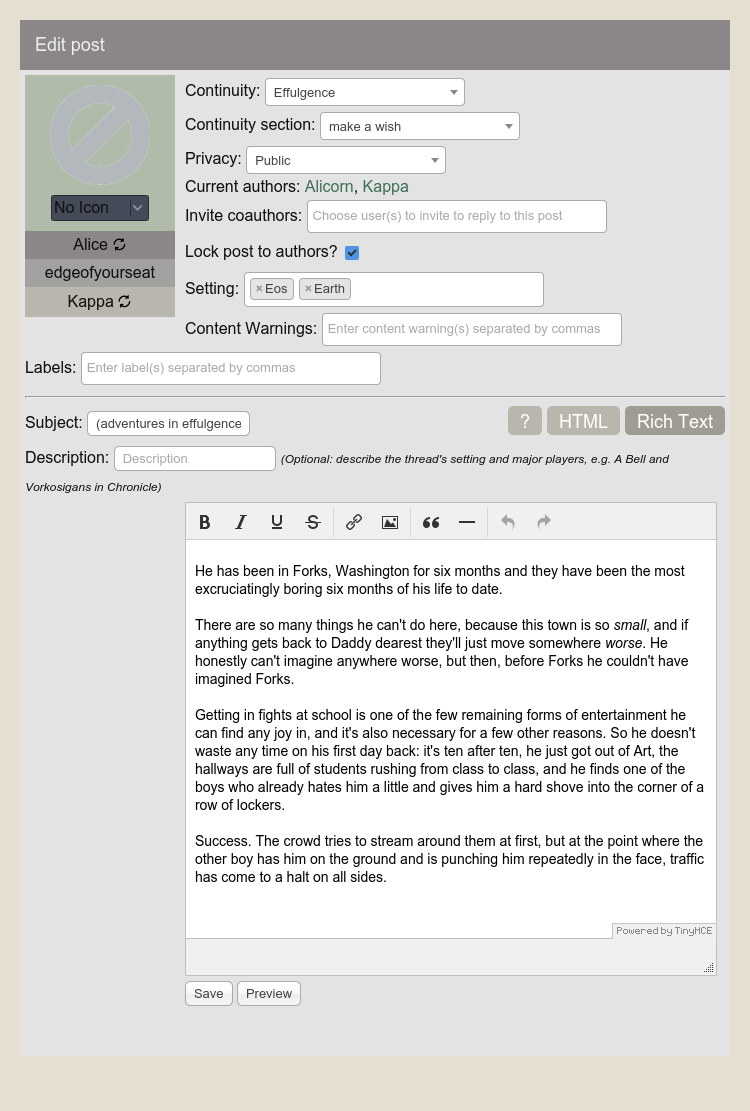 Edit post
No Icon
Alice
edgeofyourseat
Kappa
Continuity: Effulgence
Continuity section: make a wish
Privacy: Public
Current authors: Alicorn, Kappa
Invite coauthors: Choose user(s) to invite to reply to this post
Lock post to authors?
Setting: × Eos × Earth
Content Warnings: Enter content warning(s) separated by commas
Labels: Enter label(s) separated by commas
Subject: (adventures in effulgence
? HTML Rich Text
Description: Description (Optional: describe the thread's setting and major players, e.g. A Bell and
Vorkosigans in Chronicle)
B I U S
He has been in Forks, Washington for six months and they have been the most
excruciatingly boring six months of his life to date.
There are so many things he can't do here, because this town is so small, and if
anything gets back to Daddy dearest they'll just move somewhere worse. He
honestly can't imagine anywhere worse, but then, before Forks he couldn't have
imagined Forks.
Getting in fights at school is one of the few remaining forms of entertainment he
can find any joy in, and it's also necessary for a few other reasons. So he doesn't
waste any time on his first day back: it's ten after ten, he just got out of Art, the
hallways are full of students rushing from class to class, and he finds one of the
boys who already hates him a little and gives him a hard shove into the corner of a
row of lockers.
Success. The crowd tries to stream around them at first, but at the point where the
other boy has him on the ground and is punching him repeatedly in the face, traffic
has come to a halt on all sides.
Powered by TinyMCE
Save Preview